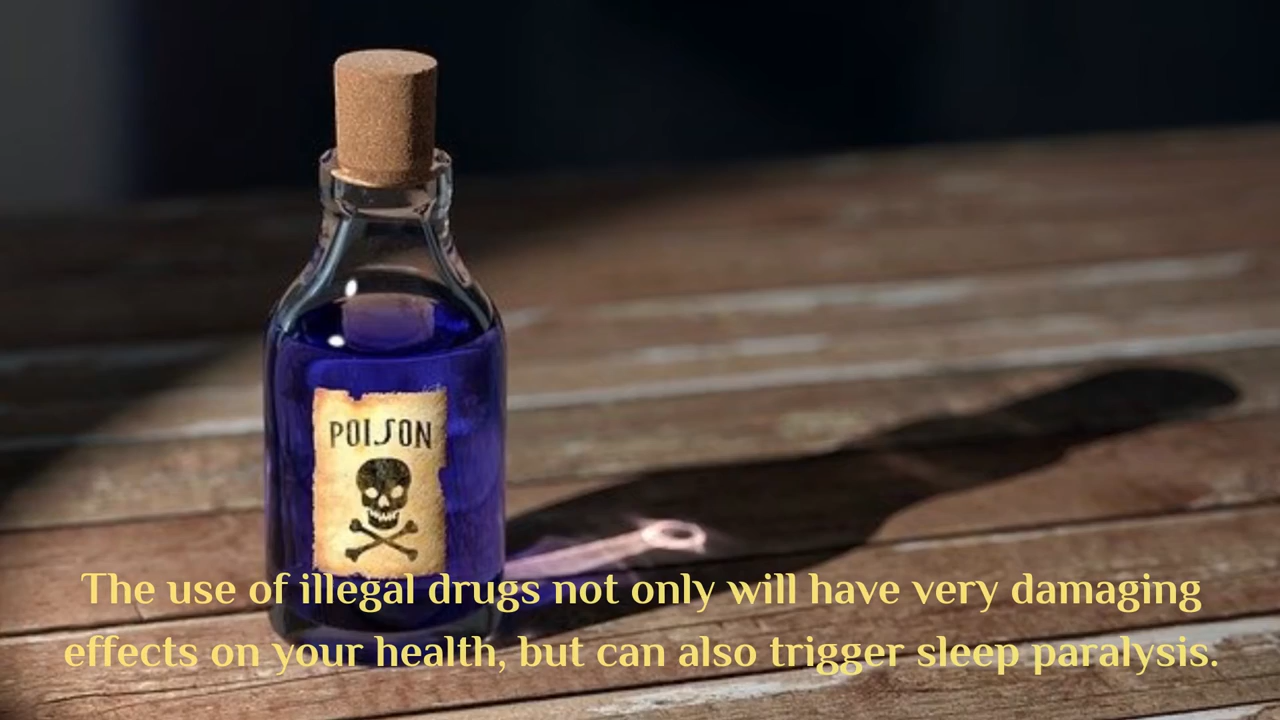 POISON
The use of illegal drugs not only will have very damaging
effects on your health, but can also trigger sleep paralysis.